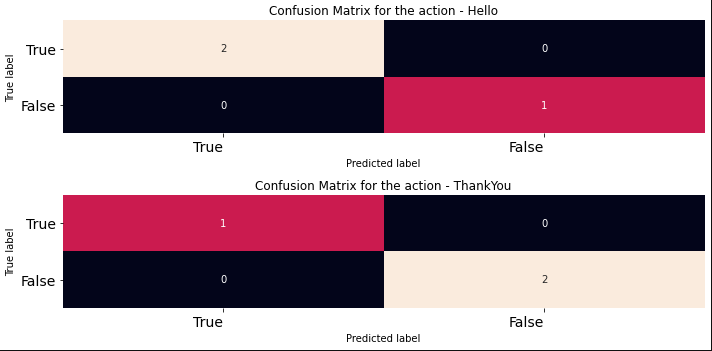 Confusion Matrix for the action - Hello
True label
True
2
0
False
0
1
True
False
Predicted label
Confusion Matrix for the action - ThankYou
True label
True
1
0
False
0
2
True
False
Predicted label